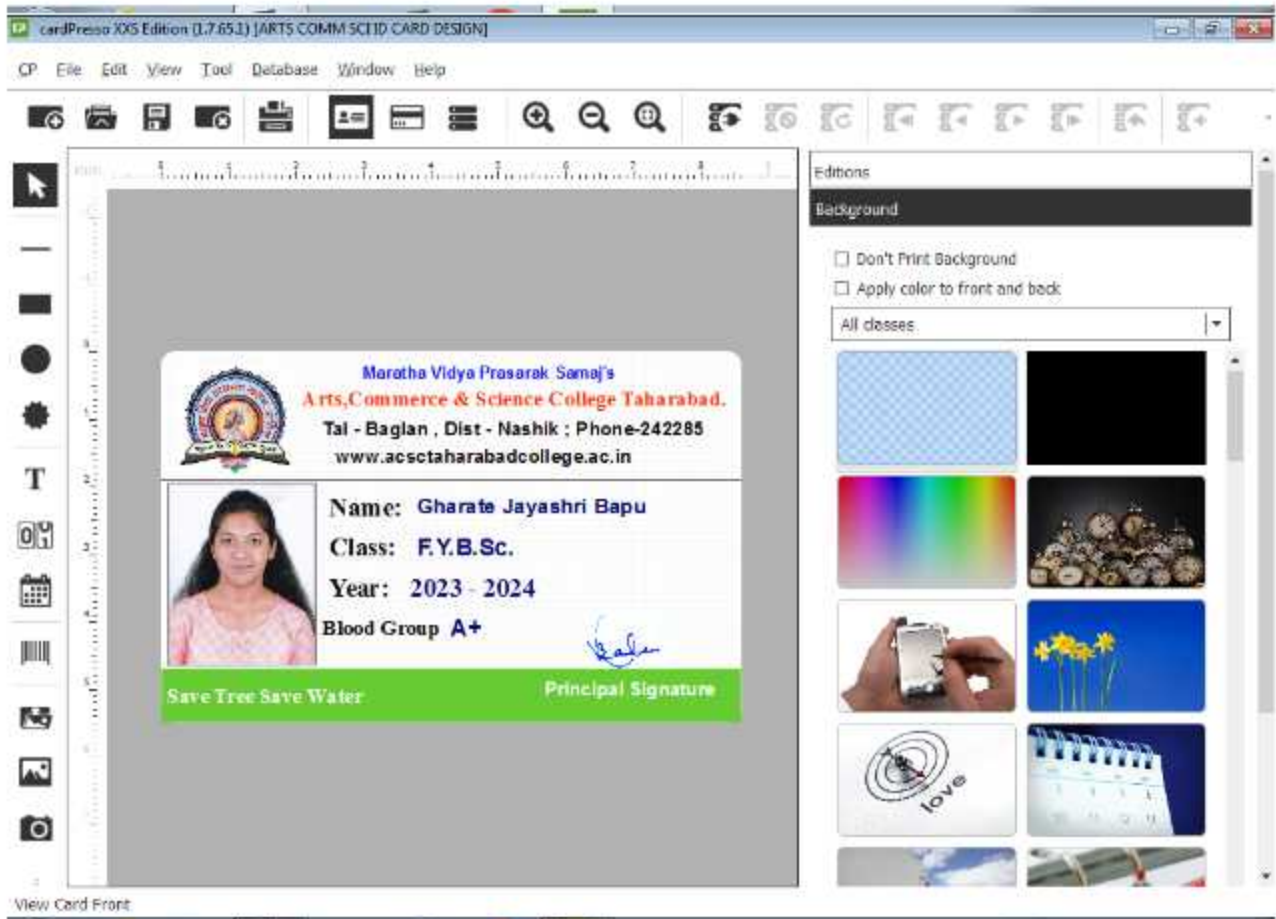 cardPresso XXS Edition (1.7.65.1) [ARTS COMM SCI ID CARD DESIGN]
CP File Edit View Tool Database Window Help
Editions
Background
Don't Print Background
Apply color to front and back
All classes
Maratha Vidya Prasarak Samaj's
Arts,Commerce & Science College Taharabad.
Tal - Baglan , Dist - Nashik ; Phone-242285
www.acsctaharabadcollege.ac.in
Name: Gharate Jayashri Bapu
Class: F.Y.B.Sc.
Year: 2023 - 2024
Blood Group A+
Save Tree Save Water
Principal Signature
love
View Card Front